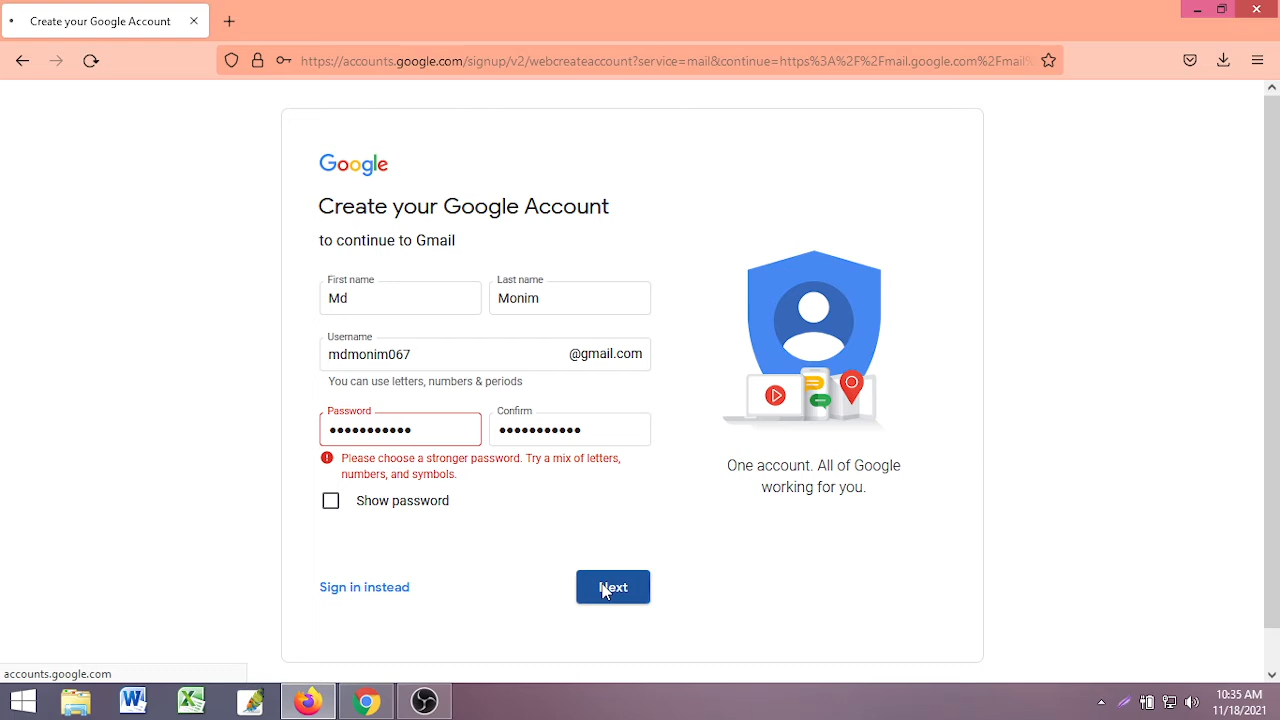 Create your Google Account
https://accounts.google.com/signup/v2/webcreateaccount?service=mail&continue=https%3A%2F%2Fmail.google.com%2Fmail%
Google
Create your Google Account
to continue to Gmail
First name
Last name
Md
Monim
Username
mdmonim067
@gmail.com
You can use letters, numbers & periods
Password
Confirm
•••••••••••
•••••••••••
Please choose a stronger password. Try a mix of letters,
numbers, and symbols.
Show password
One account. All of Google
working for you.
Sign in instead
Next
accounts.google.com
10:35 AM
11/18/2021